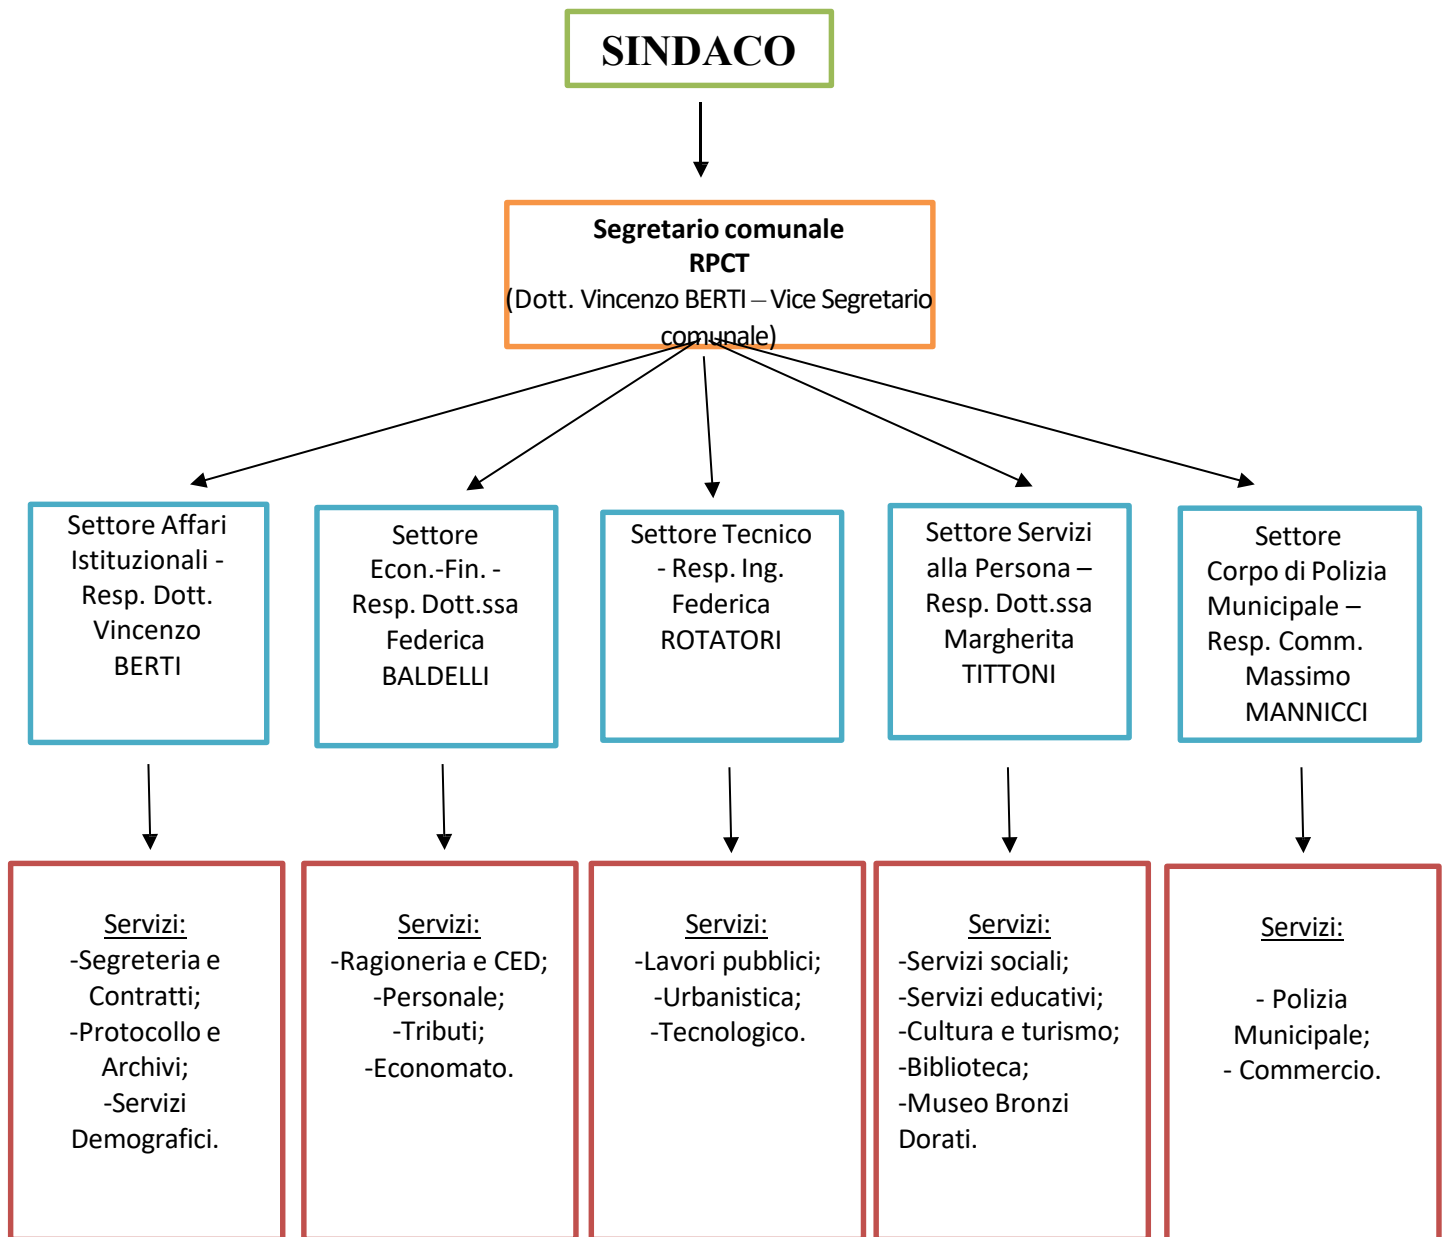 SINDACO
Segretario comunale
RPCT
(Dott. Vincenzo BERTI – Vice Segretario
comunale)
Settore Affari
Istituzionali -
Resp. Dott.
Vincenzo
BERTI
Settore
Econ.-Fin. -
Resp. Dott.ssa
Federica
BALDELLI
Settore Tecnico
- Resp. Ing.
Federica
ROTATORI
Settore Servizi
alla Persona –
Resp. Dott.ssa
Margherita
TITTONI
Settore
Corpo di Polizia
Municipale –
Resp. Comm.
Massimo
MANNICCI
Servizi:
-Segreteria e
Contratti;
-Protocollo e
Archivi;
-Servizi
Demografici.
Servizi:
-Ragioneria e CED;
-Personale;
-Tributi;
-Economato.
Servizi:
-Lavori pubblici;
-Urbanistica;
-Tecnologico.
Servizi:
-Servizi sociali;
-Servizi educativi;
-Cultura e turismo;
-Biblioteca;
-Museo Bronzi
Dorati.
Servizi:
- Polizia
Municipale;
- Commercio.